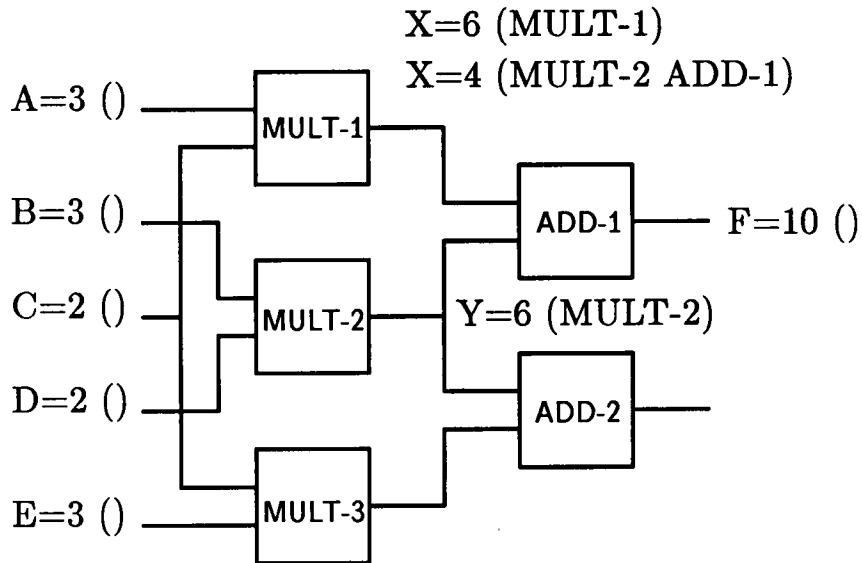 X=6 (MULT-1)
X=4 (MULT-2 ADD-1)
A=3 ()
MULT-1
B=3 ()
ADD-1
F=10 ()
C=2 ()
MULT-2
Y=6 (MULT-2)
D=2 ()
ADD-2
MULT-3
E=3 ()